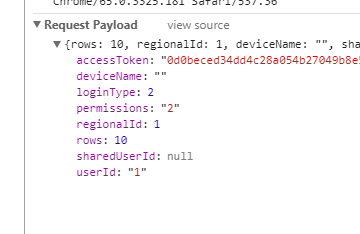 Chrome/65.0.3325.181 Safari/537.36
▼ Request Payload view source
▼ {rows: 10, regionalId: 1, deviceName: "", sha
accessToken: "0d0beced34dd4c28a054b27049b8e
deviceName: ""
loginType: 2
permissions: "2"
regionalId: 1
rows: 10
sharedUserId: null
userId: "1"